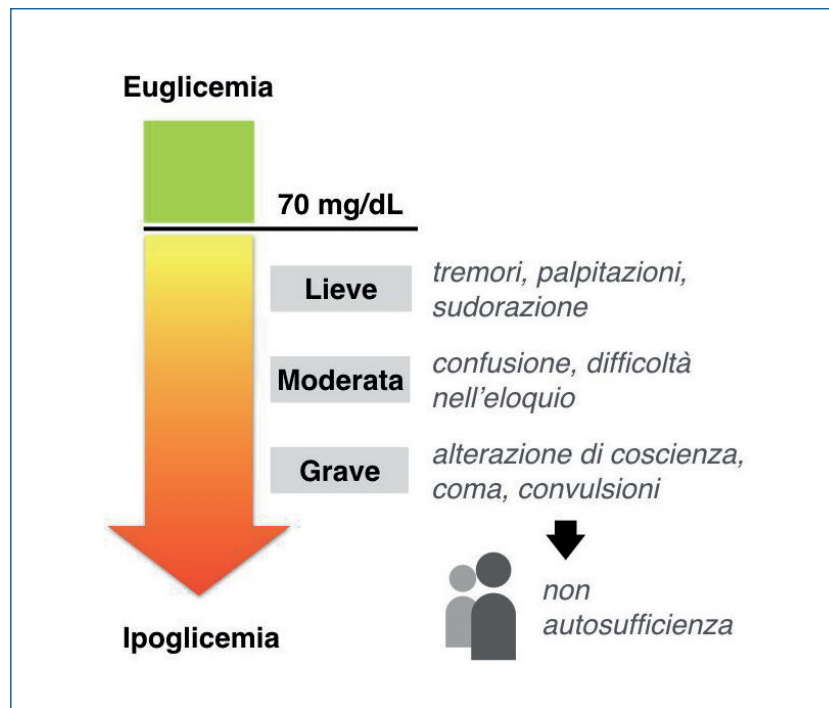 Euglicemia
70 mg/dL
Lieve
tremori, palpitazioni,
sudorazione
Moderata
confusione, difficoltà
nell’eloquio
Grave
alterazione di coscienza,
coma, convulsioni
non
autosufficienza
Ipoglicemia